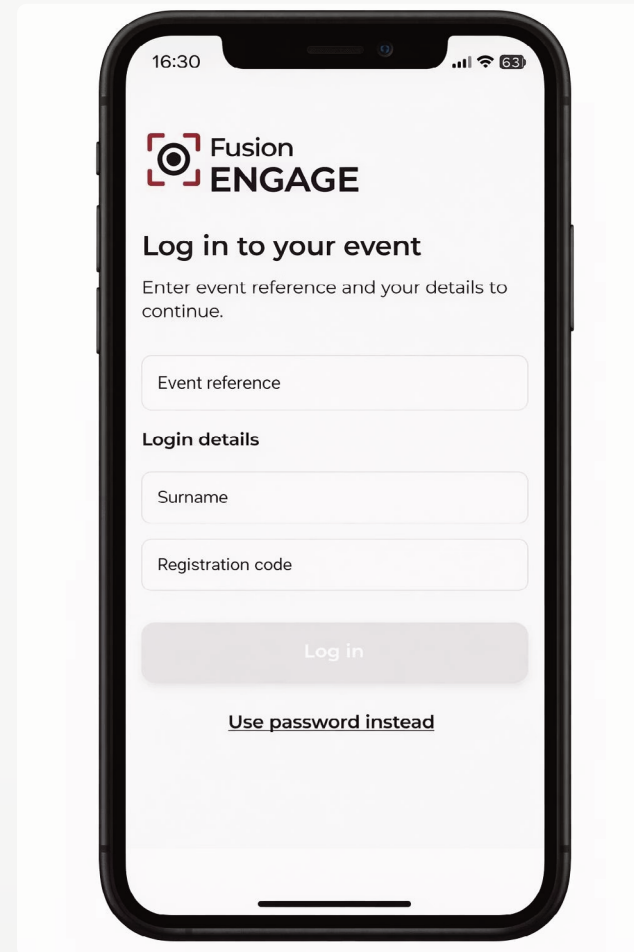 16:30
63
Fusion
ENGAGE
Log in to your event
Enter event reference and your details to
continue.
Event reference
Login details
Surname
Registration code
Log in
Use password instead